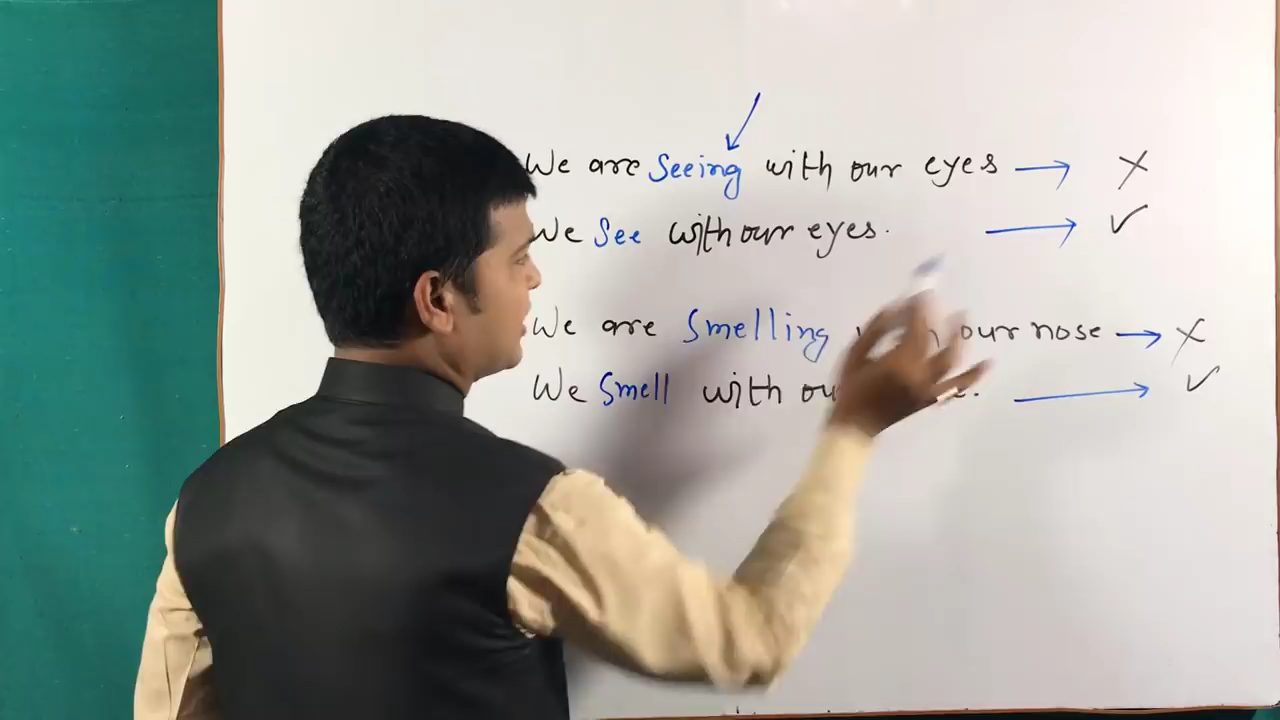 We are Seeing with our eyes → ✗
We See with our eyes. → ✓
We are Smelling our nose → ✗
We Smell with → ✓